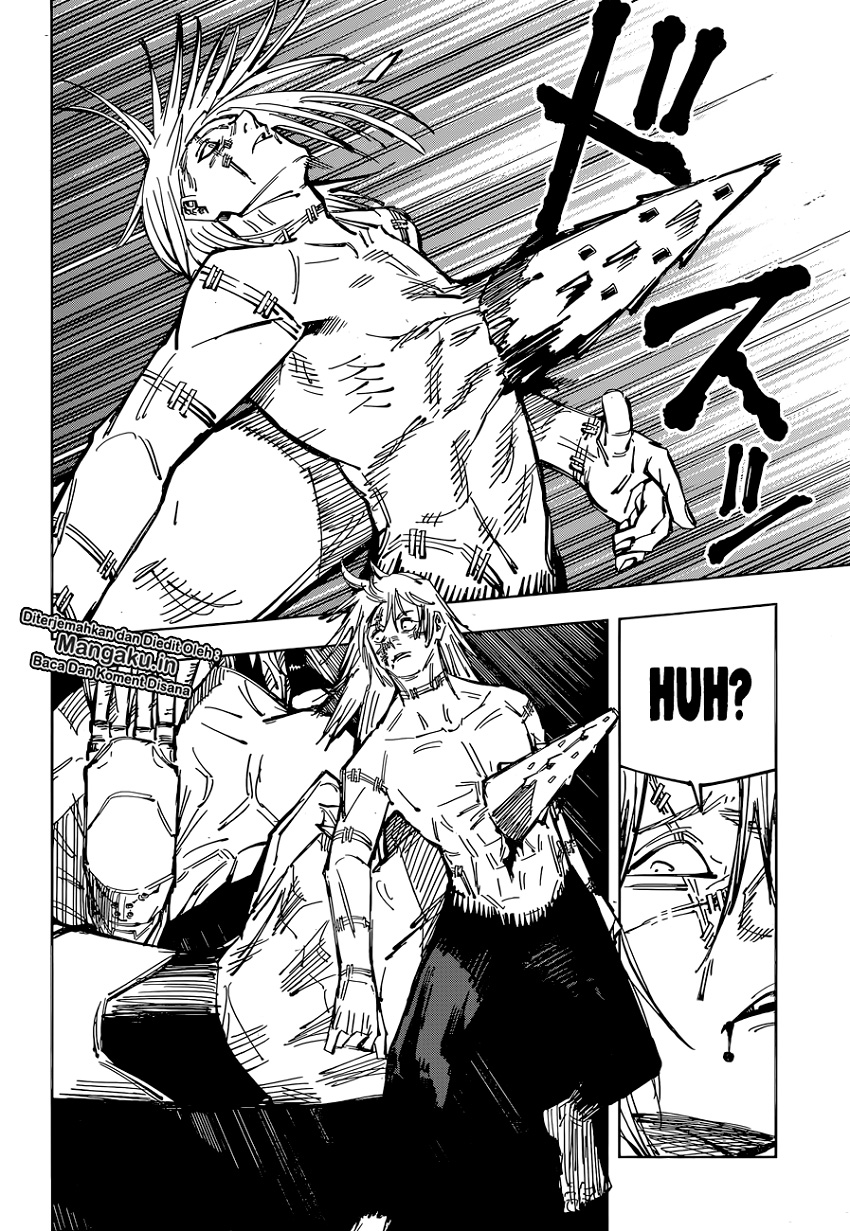 ドスッ
HUH?
Diterjemahkan dan Diedit Oleh :
Mangaku.in
Baca Dan Koment Disana